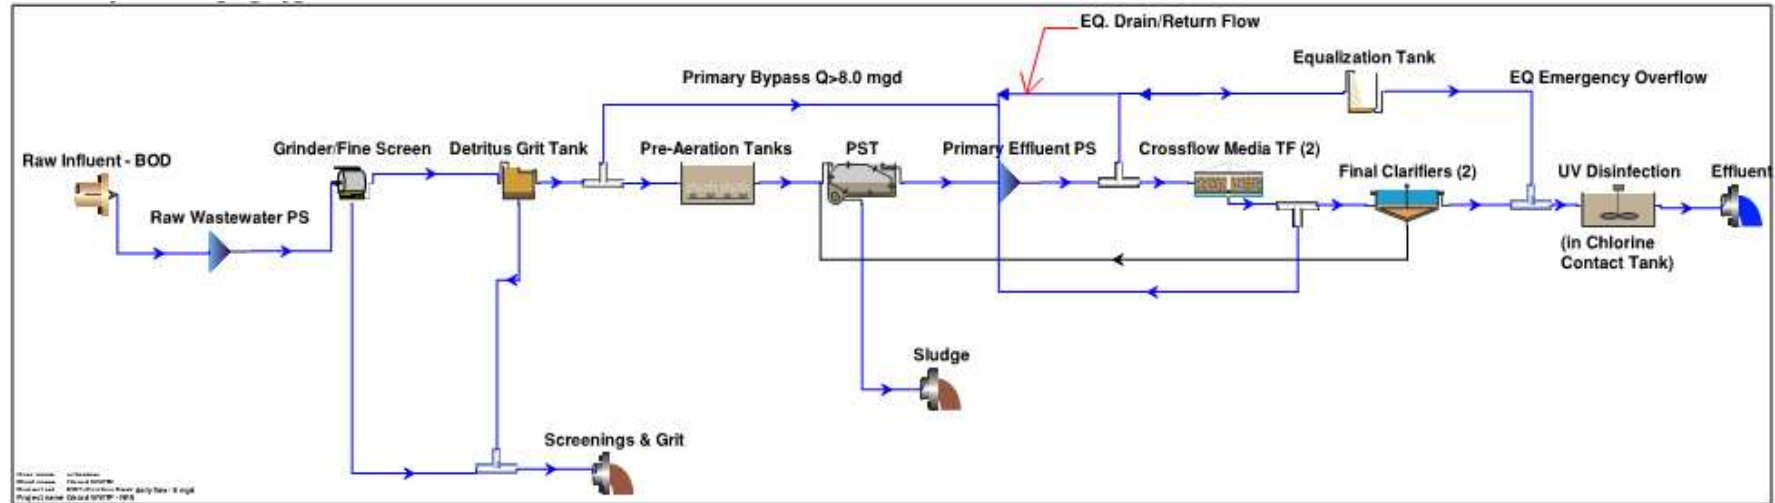 EQ. Drain/Return Flow
Equalization Tank
Primary Bypass Q>8.0 mgd
EQ Emergency Overflow
Grinder/Fine Screen
Detritus Grit Tank
Pre-Aeration Tanks
PST
Primary Effluent PS
Crossflow Media TF (2)
Raw Influent - BOD
Final Clarifiers (2)
UV Disinfection
Effluent
Raw Wastewater PS
(in Chlorine
Contact Tank)
Sludge
Screenings & Grit
Project name